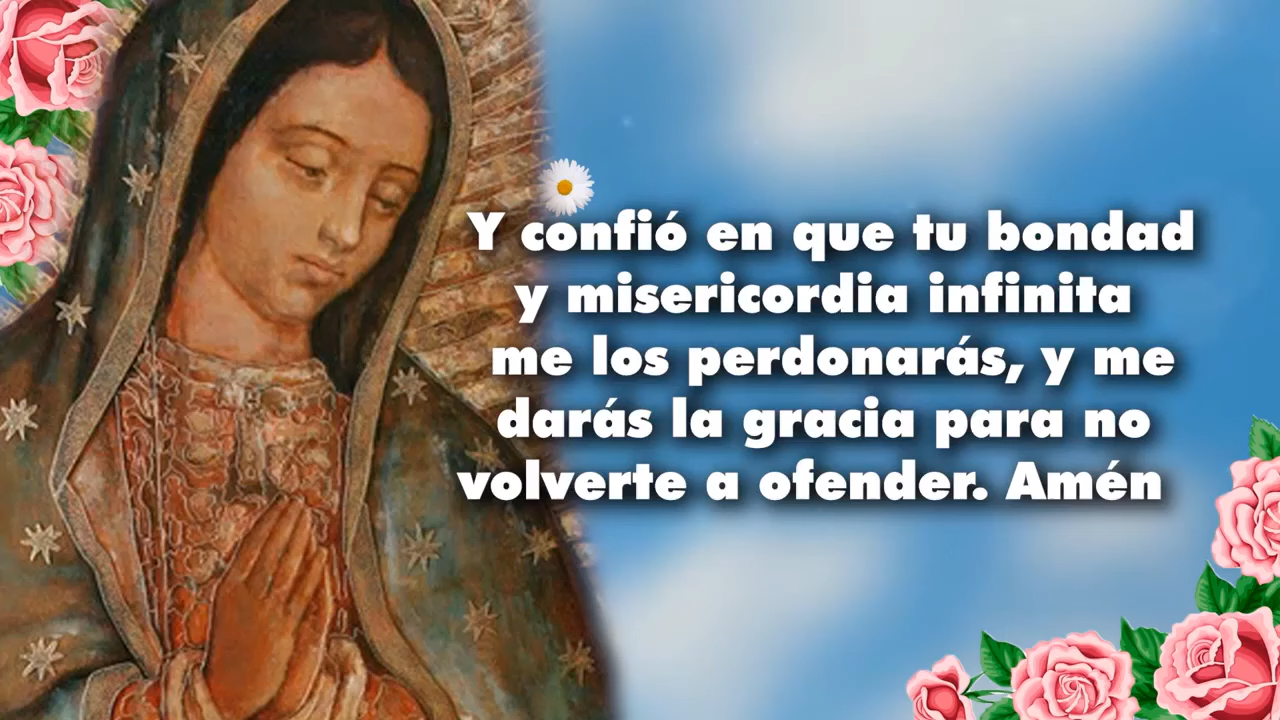 Y confió en que tu bondad
y misericordia infinita
me los perdonarás, y me
darás la gracia para no
volverte a ofender. Amén